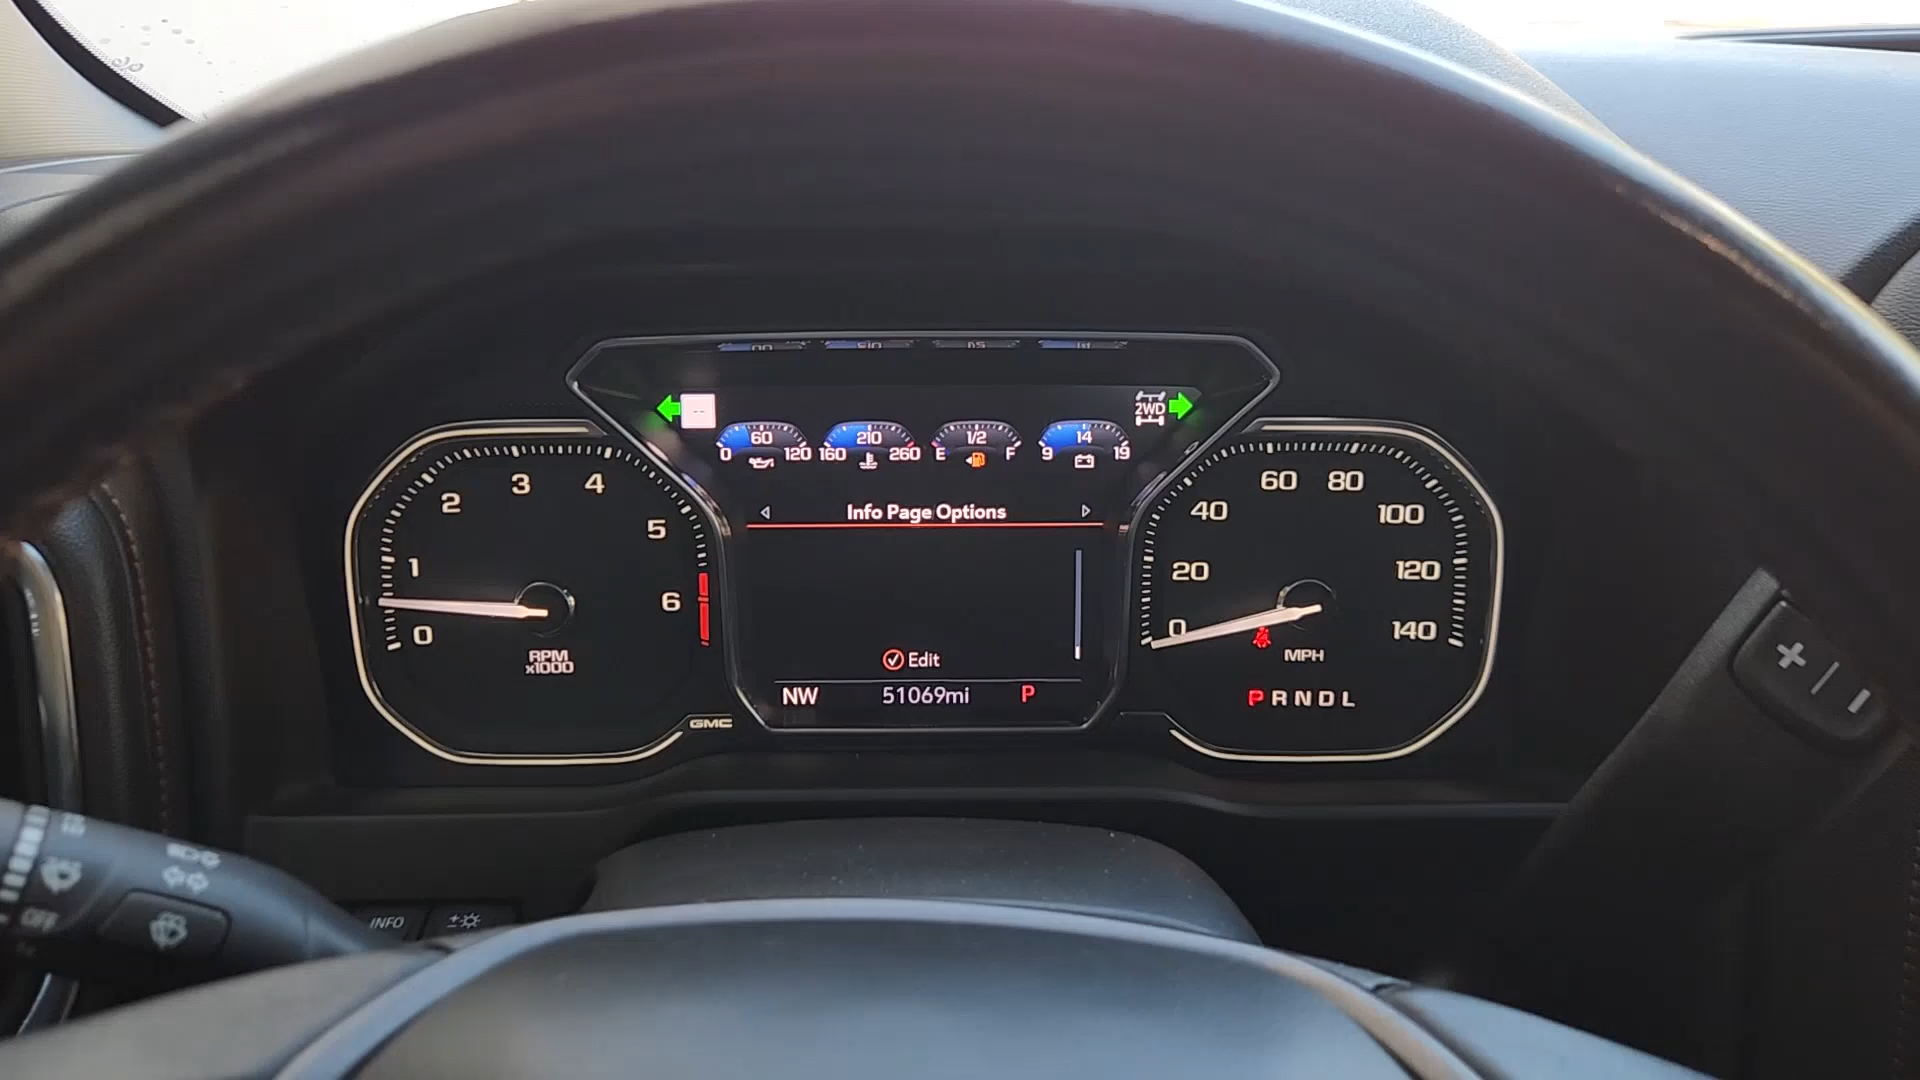 --
2WD
60
0 120
210
160 260
1/2
E F
14
9 19
Info Page Options
Edit
NW 51069mi P
0
1
2
3
4
5
6
RPM
x1000
GMC
0
20
40
60
80
100
120
140
MPH
PRNDL
INFO
OFF